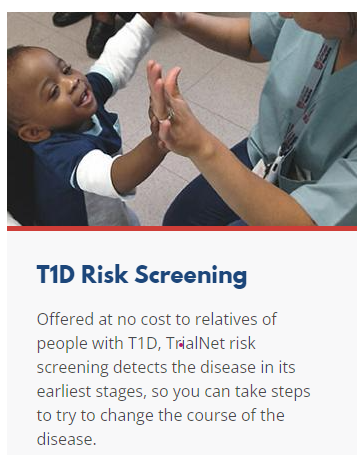 T1D Risk Screening
Offered at no cost to relatives of
people with T1D, TrialNet risk
screening detects the disease in its
earliest stages, so you can take steps
to try to change the course of the
disease.